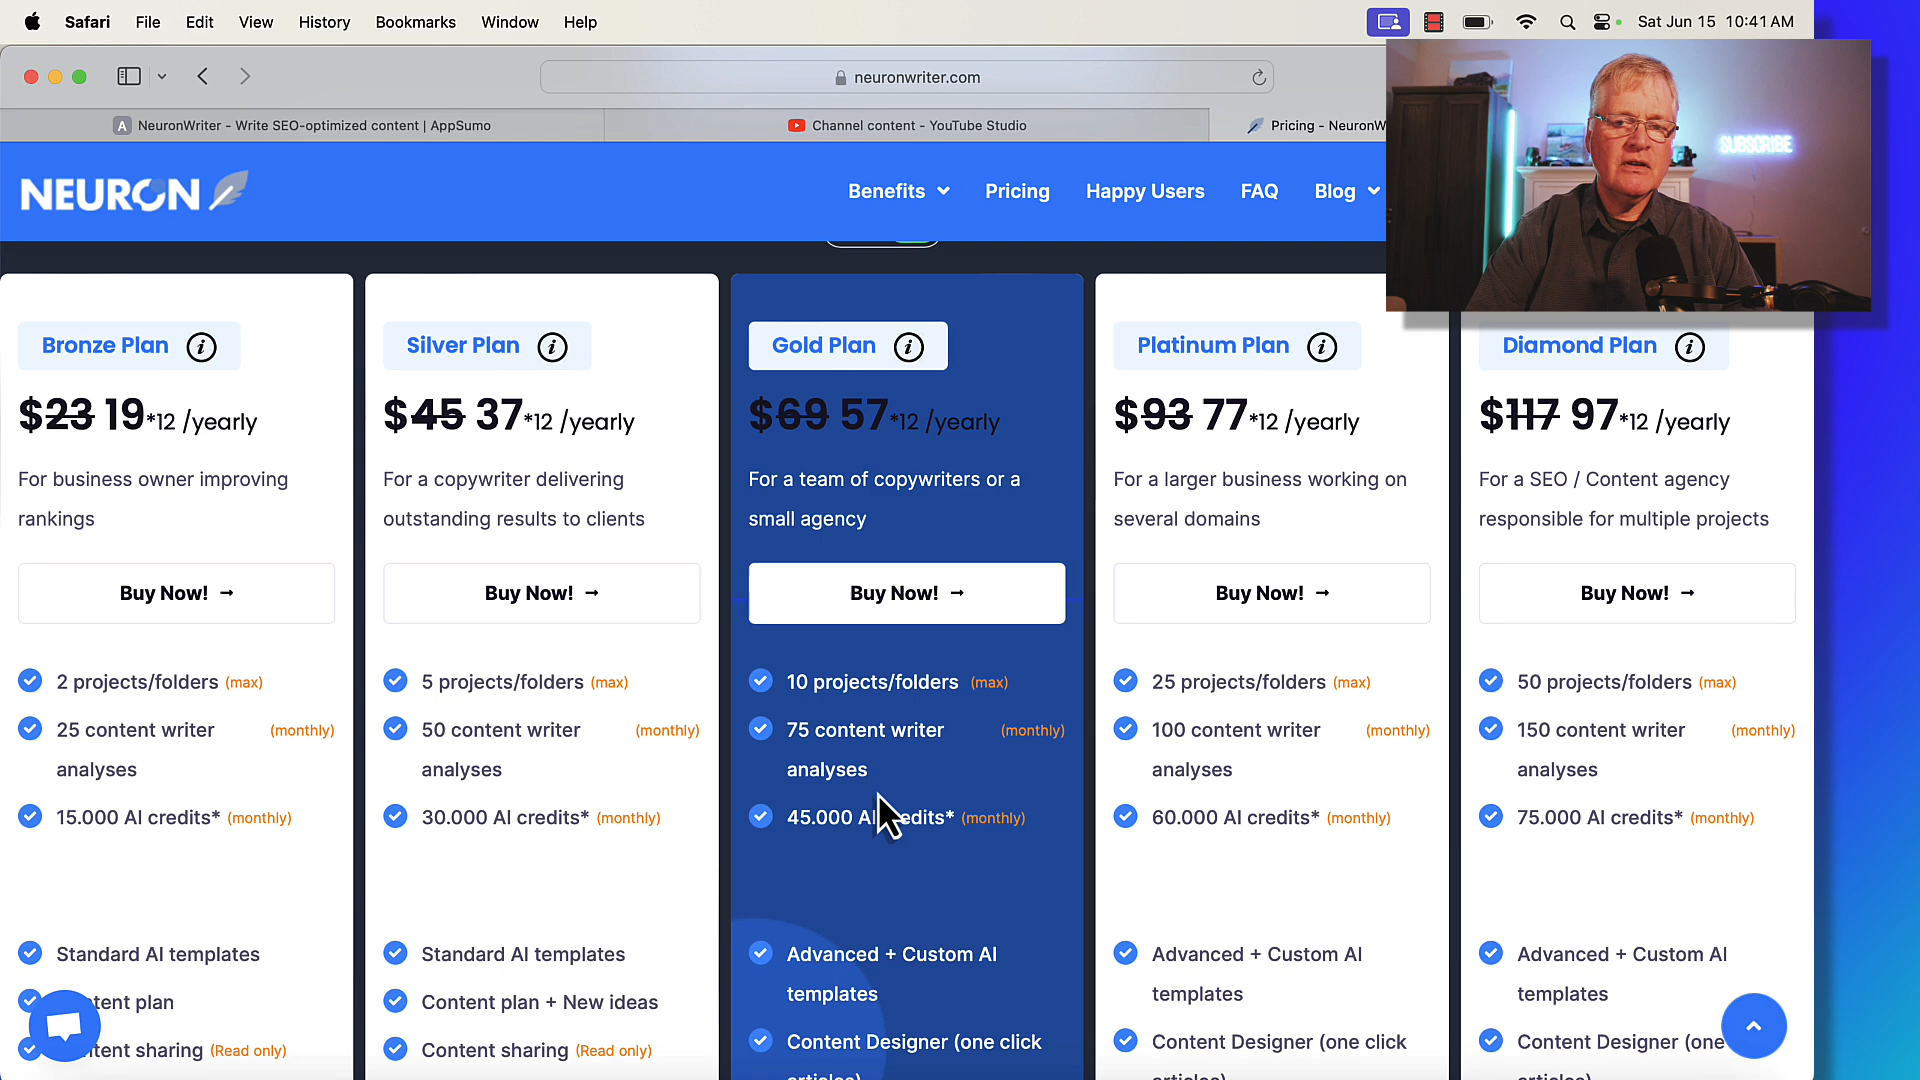 Safari File Edit View History Bookmarks Window Help Sat Jun 15 10:41 AM
neuronwriter.com
NeuronWriter - Write SEO-optimized content | AppSumo
Channel content - YouTube Studio
Pricing - NeuronW
NEURON
Benefits Pricing Happy Users FAQ Blog
SUBSCRIBE
Bronze Plan
$23 19*12 /yearly
For business owner improving
rankings
Buy Now! →
2 projects/folders (max)
25 content writer (monthly)
analyses
15.000 AI credits* (monthly)
Standard AI templates
tent plan
tent sharing (Read only)
Silver Plan
$45 37*12 /yearly
For a copywriter delivering
outstanding results to clients
Buy Now! →
5 projects/folders (max)
50 content writer (monthly)
analyses
30.000 AI credits* (monthly)
Standard AI templates
Content plan + New ideas
Content sharing (Read only)
Gold Plan
$69 57*12 /yearly
For a team of copywriters or a
small agency
Buy Now! →
10 projects/folders (max)
75 content writer (monthly)
analyses
45.000 AI edits* (monthly)
Advanced + Custom AI
templates
Content Designer (one click
articles)
Platinum Plan
$93 77*12 /yearly
For a larger business working on
several domains
Buy Now! →
25 projects/folders (max)
100 content writer (monthly)
analyses
60.000 AI credits* (monthly)
Advanced + Custom AI
templates
Content Designer (one click
articles)
Diamond Plan
$117 97*12 /yearly
For a SEO / Content agency
responsible for multiple projects
Buy Now! →
50 projects/folders (max)
150 content writer (monthly)
analyses
75.000 AI credits* (monthly)
Advanced + Custom AI
templates
Content Designer (one
articles)